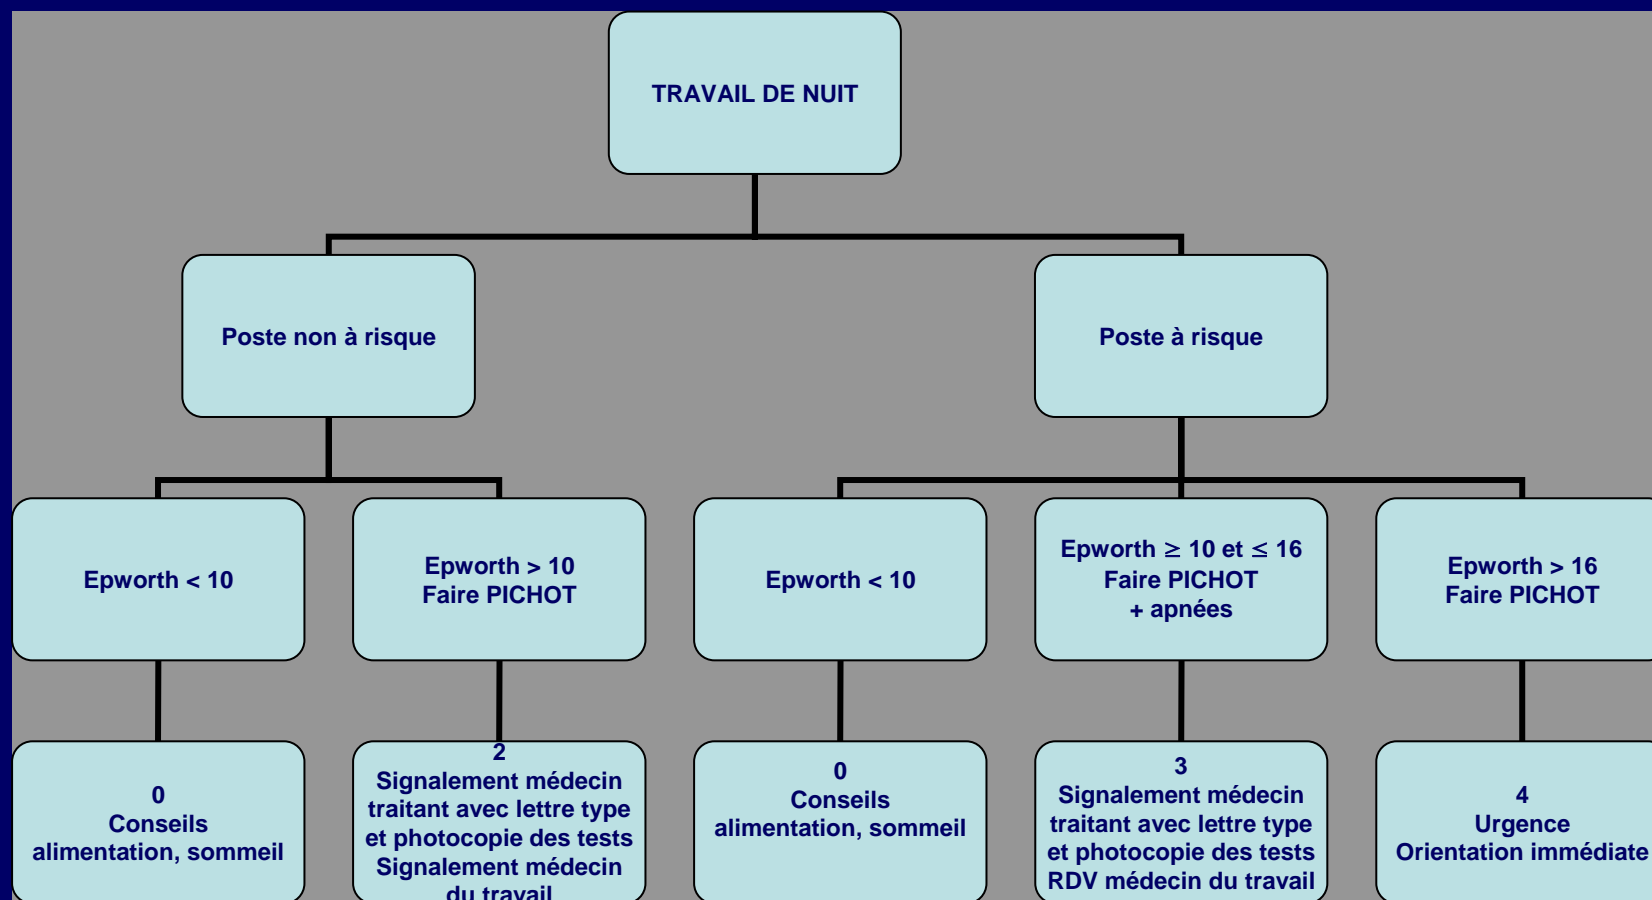 TRAVAIL DE NUIT
Poste non à risque
Poste à risque
Epworth < 10
Epworth > 10
Faire PICHOT
Epworth < 10
Epworth ≥ 10 et ≤ 16
Faire PICHOT
+ apnées
Epworth > 16
Faire PICHOT
0
Conseils
alimentation, sommeil
2
Signalement médecin
traitant avec lettre type
et photocopie des tests
Signalement médecin
du travail
0
Conseils
alimentation, sommeil
3
Signalement médecin
traitant avec lettre type
et photocopie des tests
RDV médecin du travail
4
Urgence
Orientation immédiate